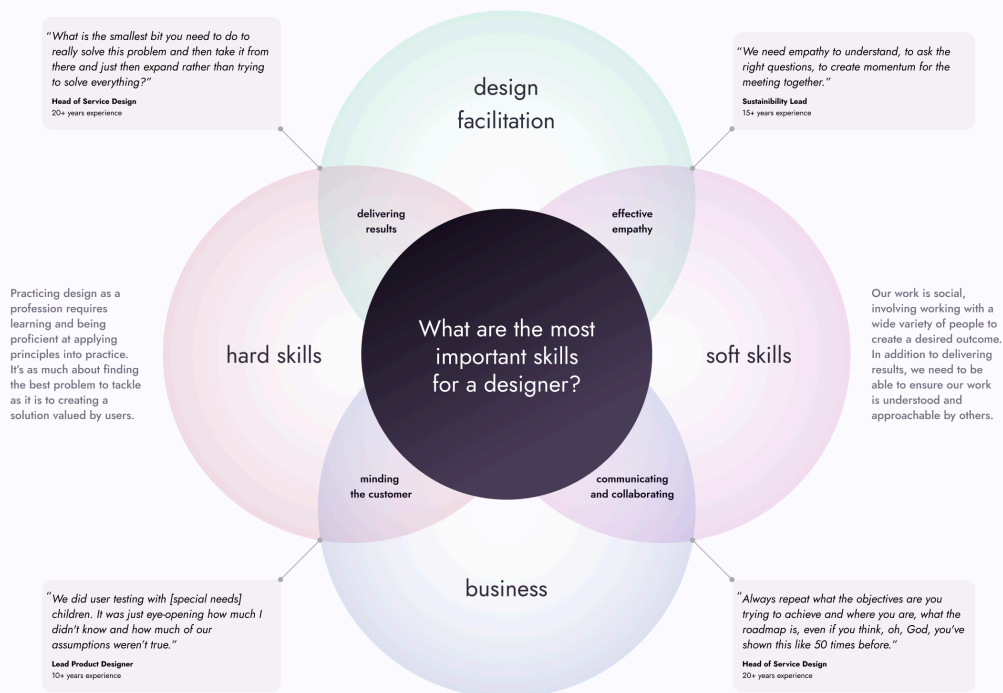 “What is the smallest bit you need to do to
really solve this problem and then take it from
there and just then expand rather than trying
to solve everything?”
Head of Service Design
20+ years experience
design
facilitation
“We need empathy to understand, to ask the
right questions, to create momentum for the
meeting together.”
Sustainibility Lead
15+ years experience
delivering
results
effective
empathy
Practicing design as a
profession requires
learning and being
proficient at applying
principles into practice.
It’s as much about finding
the best problem to tackle
as it is to creating a
solution valued by users.
hard skills
What are the most
important skills
for a designer?
soft skills
Our work is social,
involving working with a
wide variety of people to
create a desired outcome.
In addition to delivering
results, we need to be
able to ensure our work
is understood and
approachable by others.
minding
the customer
communicating
and collaborating
business
“We did user testing with [special needs]
children. It was just eye-opening how much I
didn't know and how much of our
assumptions weren’t true.”
Lead Product Designer
10+ years experience
“Always repeat what the objectives are you
trying to achieve and where you are, what the
roadmap is, even if you think, oh, God, you've
shown this like 50 times before.“
Head of Service Design
20+ years experience